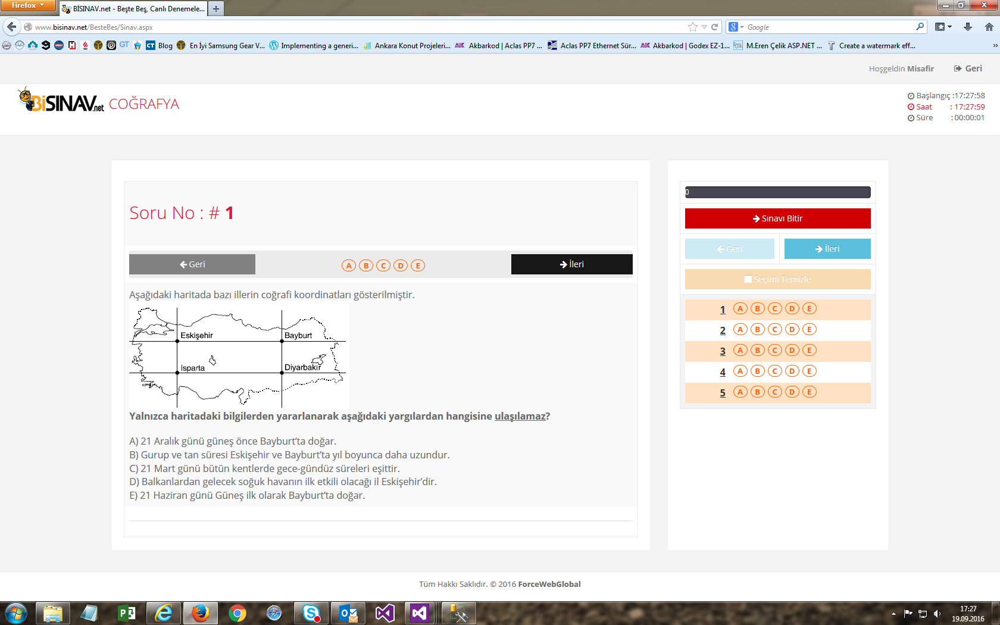 Firefox
BİSINAV.net - Beşte Beş, Canlı Denemele...
www.bisinav.net/BesteBes/Sinav.aspx
Google
GT
CT Blog
En İyi Samsung Gear V...
Implementing a generi...
Ankara Konut Projeleri...
Akbarkod | Aclas PP7 ...
Aclas PP7 Ethernet Sür...
Akbarkod | Godex EZ-1...
M.Eren Çelik ASP.NET ...
Create a watermark eff...
Hoşgeldin Misafir
Geri
BiSINAV.net COĞRAFYA
Başlangıç :17:27:58
Saat : 17:27:59
Süre : 00:00:01
Soru No : # 1
Geri
A B C D E
İleri
Aşağıdaki haritada bazı illerin coğrafi koordinatları gösterilmiştir.
Eskişehir
Bayburt
Isparta
Diyarbakır
Yalnızca haritadaki bilgilerden yararlanarak aşağıdaki yargılardan hangisine ulaşılamaz?
A) 21 Aralık günü güneş önce Bayburt’ta doğar.
B) Gurup ve tan süresi Eskişehir ve Bayburt’ta yıl boyunca daha uzundur.
C) 21 Mart günü bütün kentlerde gece-gündüz süreleri eşittir.
D) Balkanlardan gelecek soğuk havanın ilk etkili olacağı il Eskişehir’dir.
E) 21 Haziran günü Güneş ilk olarak Bayburt’ta doğar.
0
Sınavı Bitir
Geri
İleri
Seçimi Temizle
1 A B C D E
2 A B C D E
3 A B C D E
4 A B C D E
5 A B C D E
Tüm Hakkı Saklıdır. © 2016 ForceWebGlobal
17:27
19.09.2016